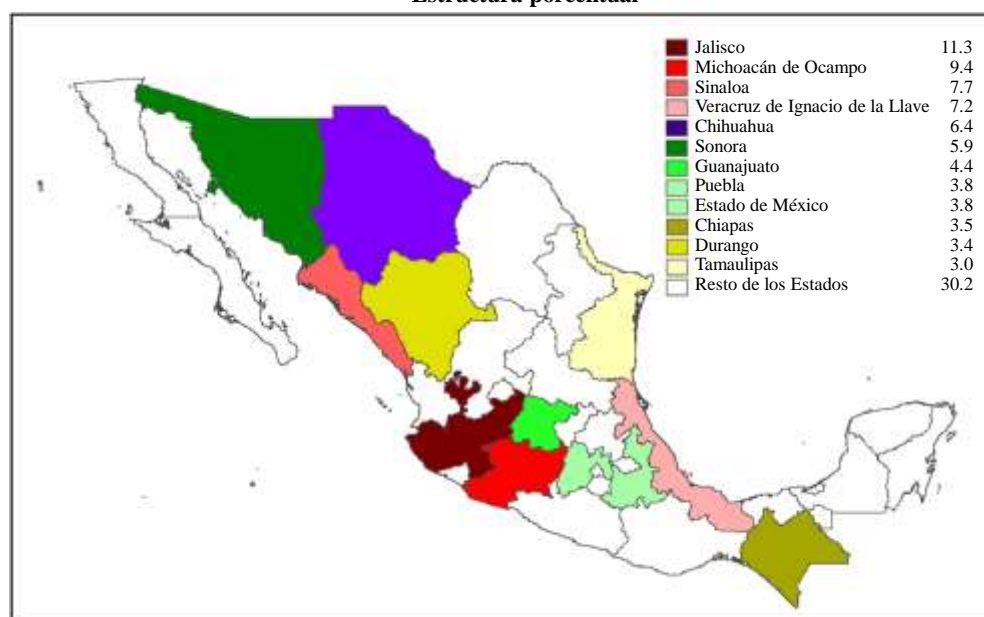 Estructura porcentual
Jalisco 11.3
Michoacán de Ocampo 9.4
Sinaloa 7.7
Veracruz de Ignacio de la Llave 7.2
Chihuahua 6.4
Sonora 5.9
Guanajuato 4.4
Puebla 3.8
Estado de México 3.8
Chiapas 3.5
Durango 3.4
Tamaulipas 3.0
Resto de los Estados 30.2